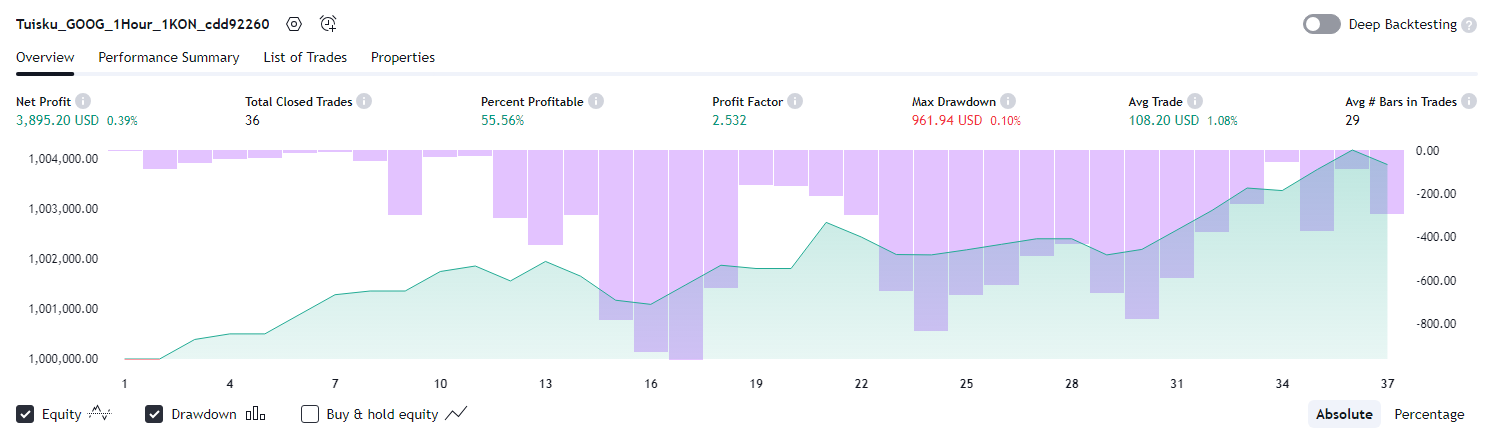 Tuisku_GOOG_1Hour_1KON_cdd92260
Deep Backtesting ?
Overview Performance Summary List of Trades Properties
Net Profit i Total Closed Trades i Percent Profitable i Profit Factor i Max Drawdown i Avg Trade i Avg # Bars in Trades i
3,895.20 USD 0.39% 36 55.56% 2.532 961.94 USD 0.10% 108.20 USD 1.08% 29
1,004,000.00 0.00
-200.00
1,003,000.00
-400.00
1,002,000.00
-600.00
1,001,000.00
-800.00
1,000,000.00
1 4 7 10 13 16 19 22 25 28 31 34 37
Equity Drawdown Buy & hold equity Absolute Percentage